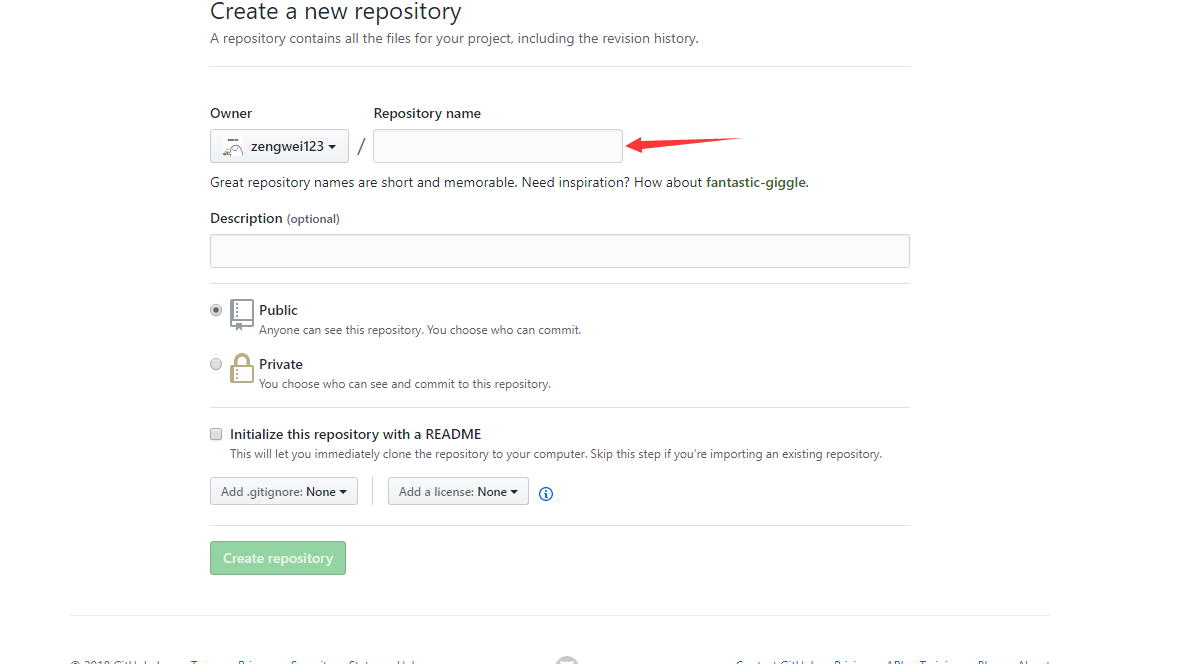 Create a new repository
A repository contains all the files for your project, including the revision history.
Owner Repository name
zengwei123 /
Great repository names are short and memorable. Need inspiration? How about fantastic-giggle.
Description (optional)
Public
Anyone can see this repository. You choose who can commit.
Private
You choose who can see and commit to this repository.
Initialize this repository with a README
This will let you immediately clone the repository to your computer. Skip this step if you're importing an existing repository.
Add .gitignore: None Add a license: None
Create repository